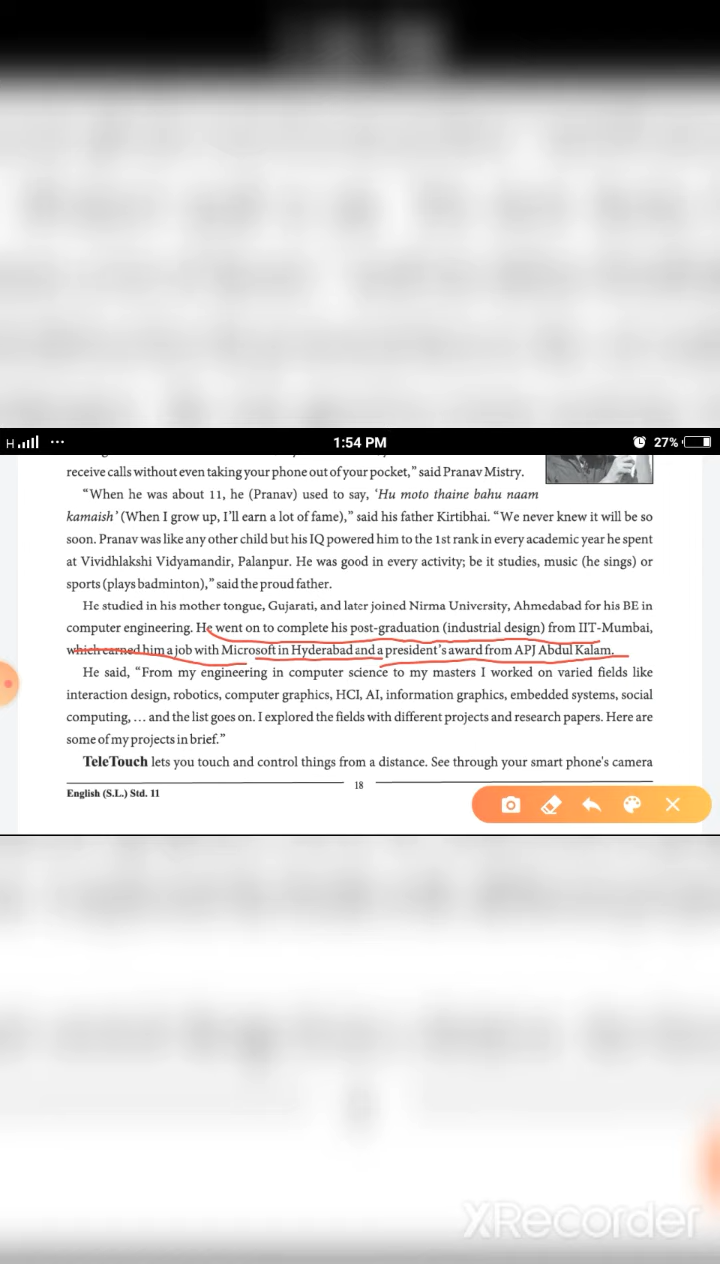 H ... 1:54 PM 27%
receive calls without even taking your phone out of your pocket,” said Pranav Mistry.
“When he was about 11, he (Pranav) used to say, ‘Hu moto thaine bahu naam
kamaish’ (When I grow up, I’ll earn a lot of fame),” said his father Kirtibhai. “We never knew it will be so
soon. Pranav was like any other child but his IQ powered him to the 1st rank in every academic year he spent
at Vividhlakshi Vidyamandir, Palanpur. He was good in every activity; be it studies, music (he sings) or
sports (plays badminton),” said the proud father.
He studied in his mother tongue, Gujarati, and later joined Nirma University, Ahmedabad for his BE in
computer engineering. He went on to complete his post-graduation (industrial design) from IIT-Mumbai,
which earned him a job with Microsoft in Hyderabad and a president’s award from APJ Abdul Kalam.
He said, “From my engineering in computer science to my masters I worked on varied fields like
interaction design, robotics, computer graphics, HCI, AI, information graphics, embedded systems, social
computing, ... and the list goes on. I explored the fields with different projects and research papers. Here are
some of my projects in brief.”
TeleTouch lets you touch and control things from a distance. See through your smart phone's camera
18
English (S.L.) Std. 11
XRecorder